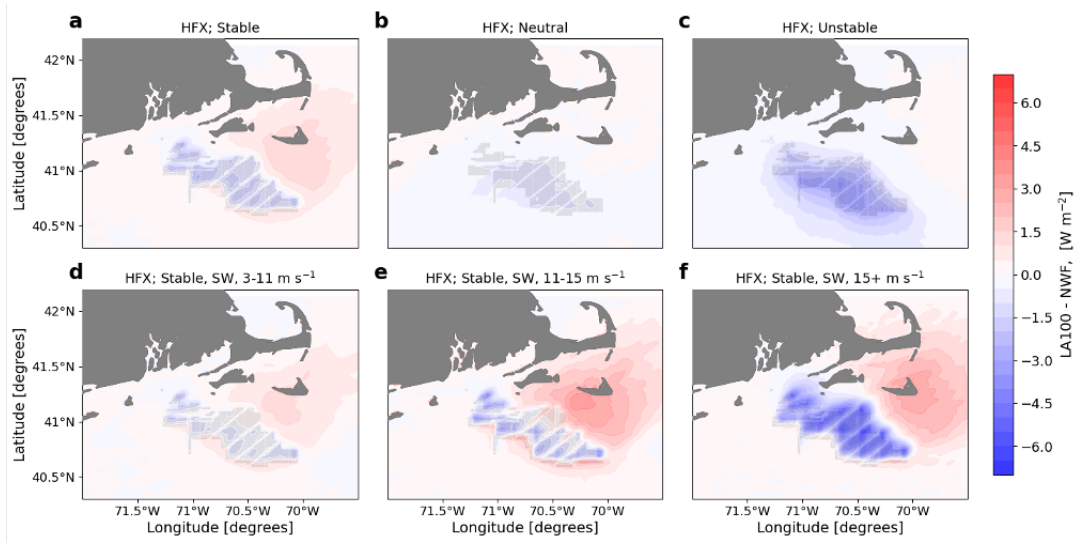 a
HFX; Stable
b
HFX; Neutral
c
HFX; Unstable
42°N
41.5°N
41°N
40.5°N
Latitude [degrees]
d
HFX; Stable, SW, 3-11 m s⁻¹
e
HFX; Stable, SW, 11-15 m s⁻¹
f
HFX; Stable, SW, 15+ m s⁻¹
42°N
41.5°N
41°N
40.5°N
Latitude [degrees]
71.5°W 71°W 70.5°W 70°W
Longitude [degrees]
71.5°W 71°W 70.5°W 70°W
Longitude [degrees]
71.5°W 71°W 70.5°W 70°W
Longitude [degrees]
6.0
4.5
3.0
1.5
0.0
−1.5
−3.0
−4.5
−6.0
LA100 - NWF, [W m⁻²]